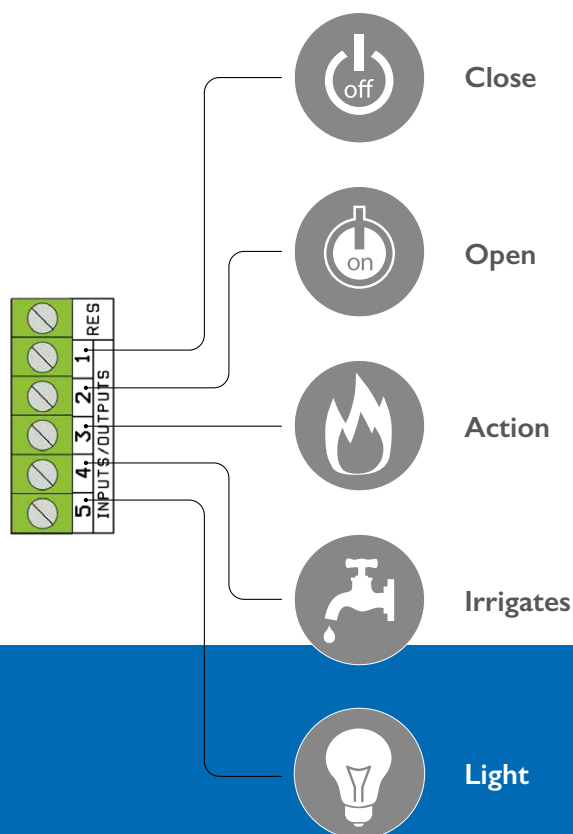 off
Close
on
Open
RES
1.
2.
3.
4.
5.
INPUTS/OUTPUTS
Action
Irrigates
Light